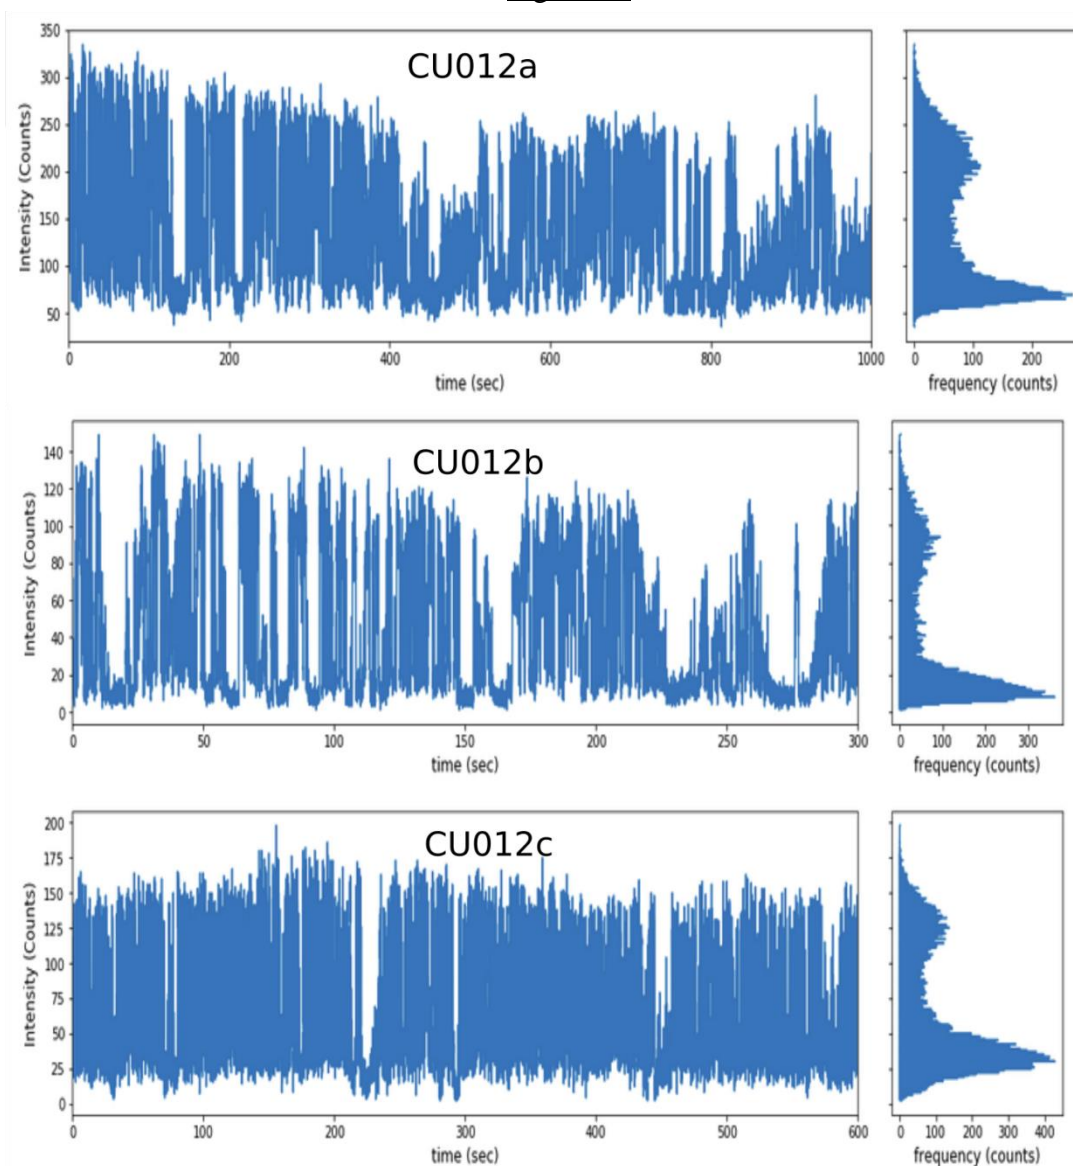 CU012a
350
300
250
200
150
100
50
Intensity (Counts)
0 200 400 600 800 1000
time (sec)
0 100 200
frequency (counts)
CU012b
140
120
100
80
60
40
20
0
Intensity (Counts)
0 50 100 150 200 250 300
time (sec)
0 100 200 300
frequency (counts)
CU012c
200
175
150
125
100
75
50
25
0
Intensity (Counts)
0 100 200 300 400 500 600
time (sec)
0 100 200 300 400
frequency (counts)